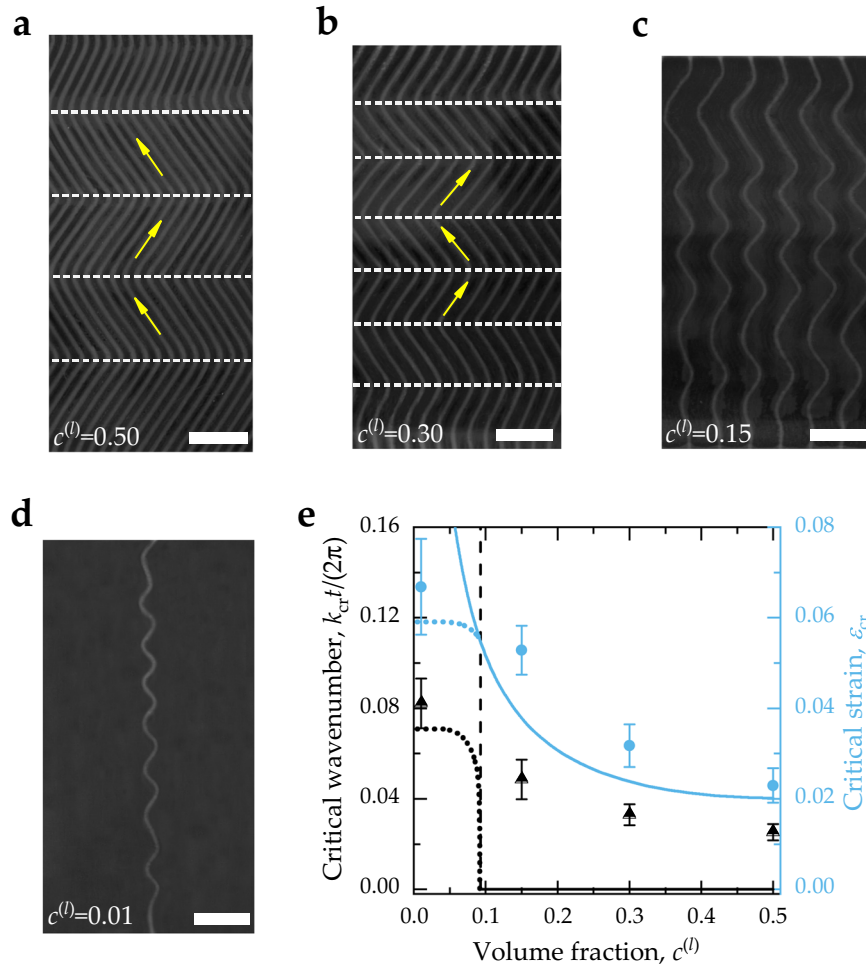 a
b
c
c(l)=0.50
c(l)=0.30
c(l)=0.15
d
e
c(l)=0.01
Critical wavenumber, kcrt/(2π)
0.16
0.12
0.08
0.04
0.00
0.08
0.06
0.04
0.02
0.00
Critical strain, εcr
0.0 0.1 0.2 0.3 0.4 0.5
Volume fraction, c(l)